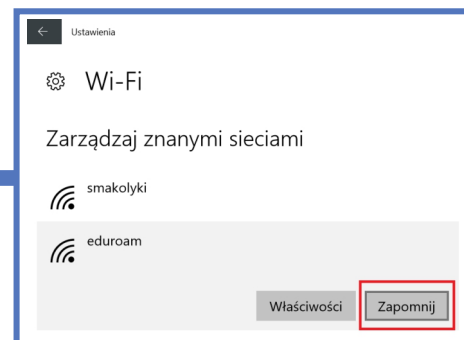 Ustawienia
Wi-Fi
Zarządzaj znanymi sieciami
smakolyki
eduroam
Właściwości Zapomnij